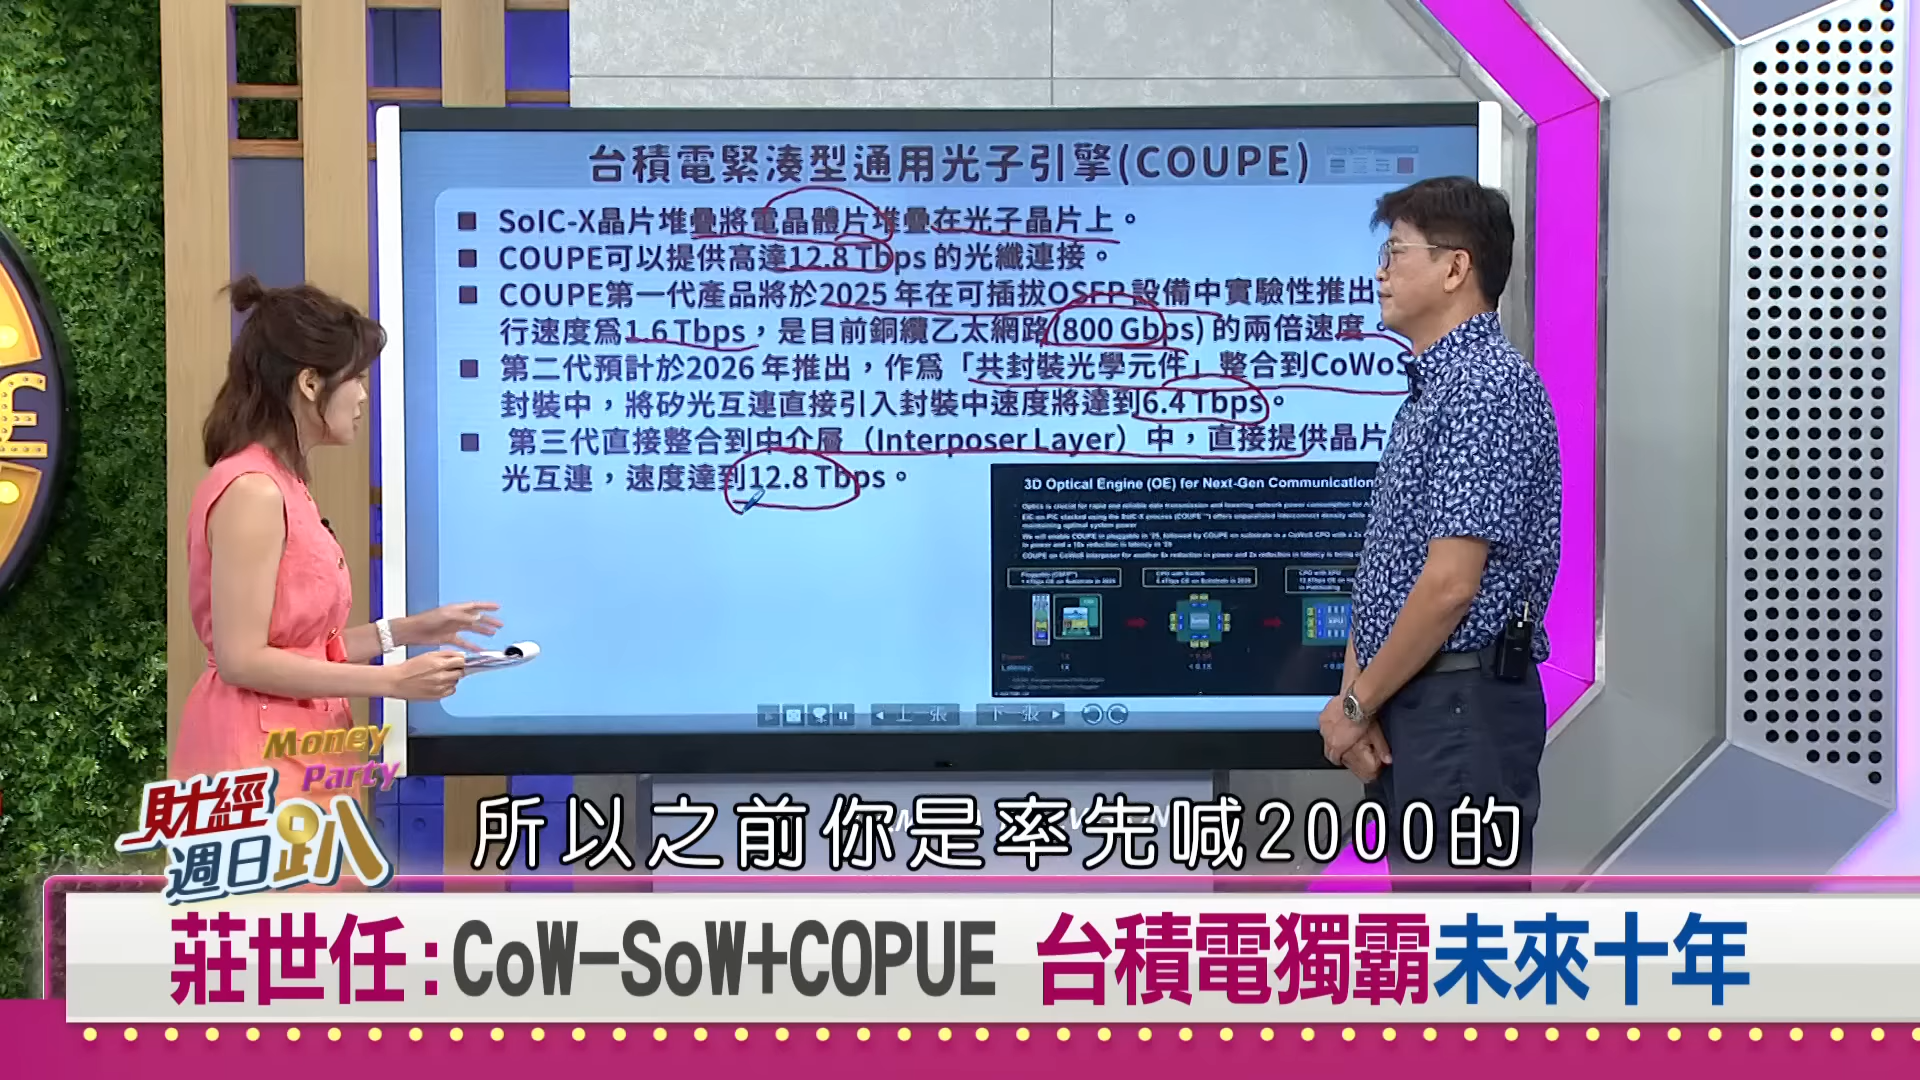 台積電緊湊型通用光子引擎(COUPE)
■ SoIC-X晶片堆疊將電晶體片堆疊在光子晶片上。
■ COUPE可以提供高達12.8 Tbps 的光纖連接。
■ COUPE第一代產品將於2025 年在可插拔OSFP 設備中實驗性推出
行速度為1.6 Tbps，是目前銅纜乙太網路(800 Gbps) 的兩倍速度。
■ 第二代預計於2026 年推出，作為「共封裝光學元件」整合到CoWoS
封裝中，將矽光互連直接引入封裝中速度將達到6.4 Tbps。
■ 第三代直接整合到中介層（Interposer Layer）中，直接提供晶片
光互連，速度達到12.8 Tbps。
3D Optical Engine (OE) for Next-Gen Communication
上一張 下一張
Money
Party
財經
週日趴
所以之前你是率先喊2000的
莊世任:CoW-SoW+COPUE 台積電獨霸未來十年